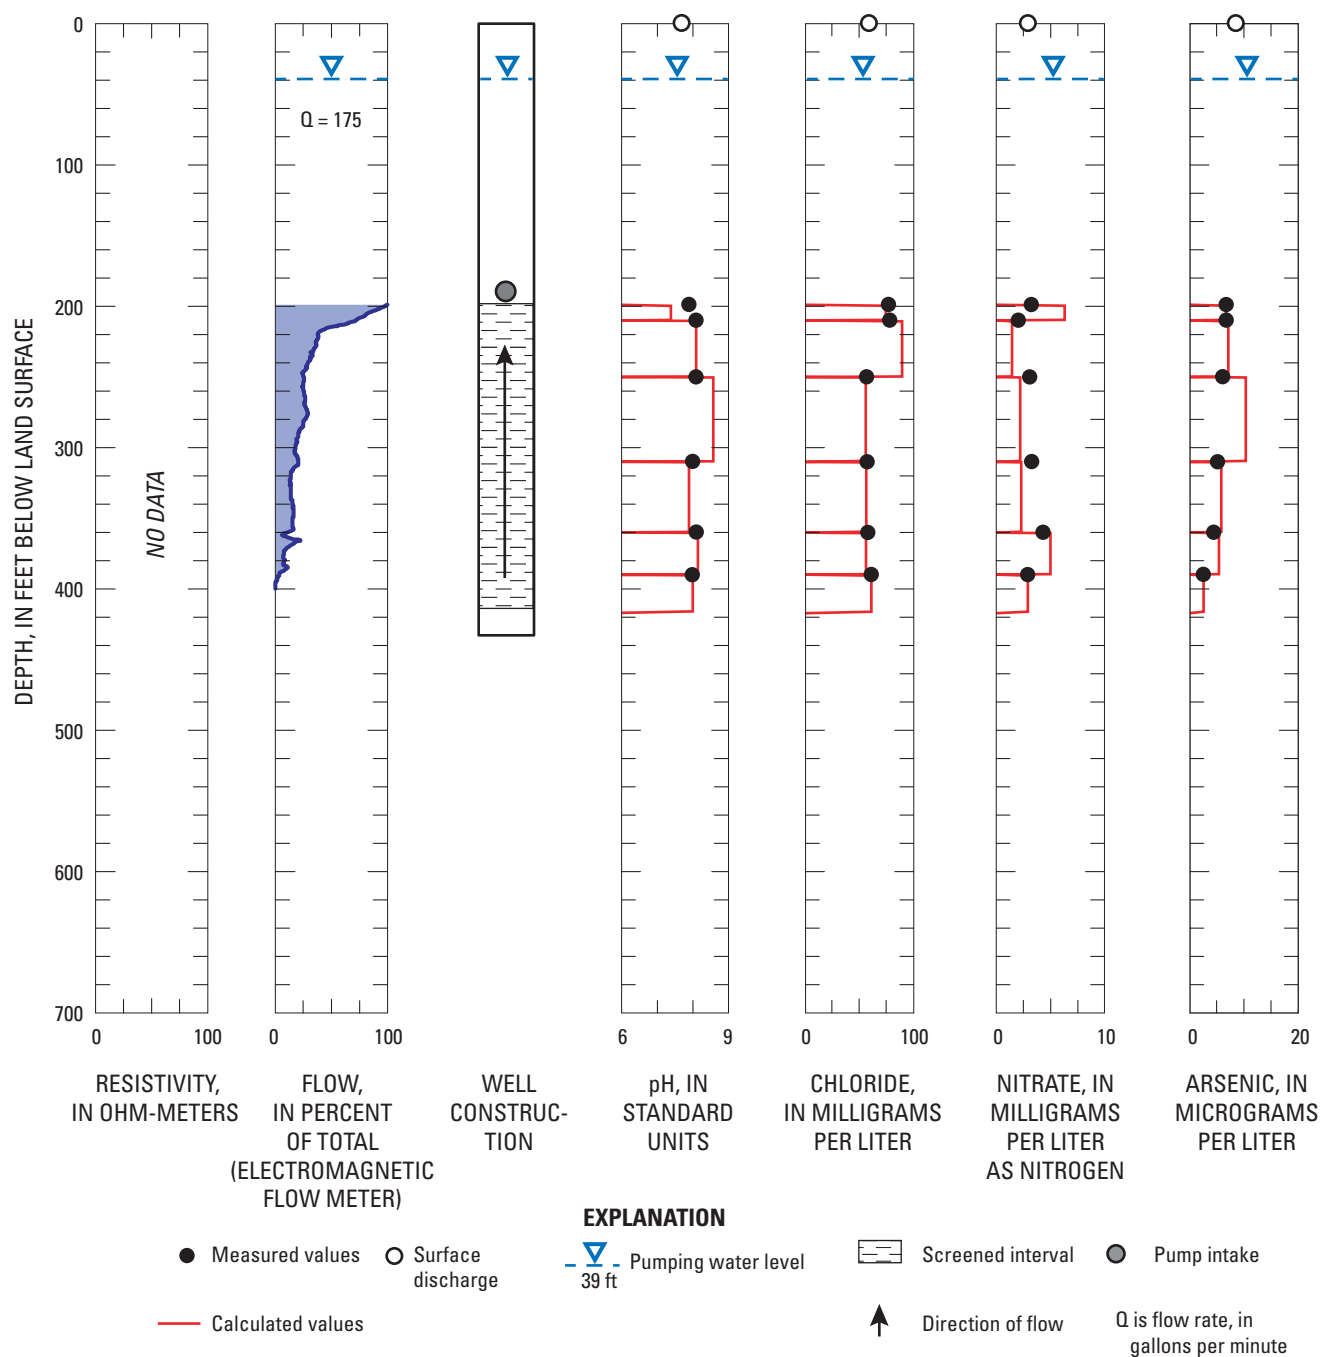 DEPTH, IN FEET BELOW LAND SURFACE
0
100
200
300
400
500
600
700
NO DATA
Q = 175
0 100
0 100
6 9
0 100
0 10
0 20
RESISTIVITY,
IN OHM-METERS
FLOW,
IN PERCENT
OF TOTAL
(ELECTROMAGNETIC
FLOW METER)
WELL
CONSTRUC-
TION
pH, IN
STANDARD
UNITS
CHLORIDE,
IN MILLIGRAMS
PER LITER
NITRATE, IN
MILLIGRAMS
PER LITER
AS NITROGEN
ARSENIC, IN
MICROGRAMS
PER LITER
EXPLANATION
Measured values
Surface
discharge
39 ft
Pumping water level
Screened interval
Pump intake
Calculated values
Direction of flow
Q is flow rate, in
gallons per minute